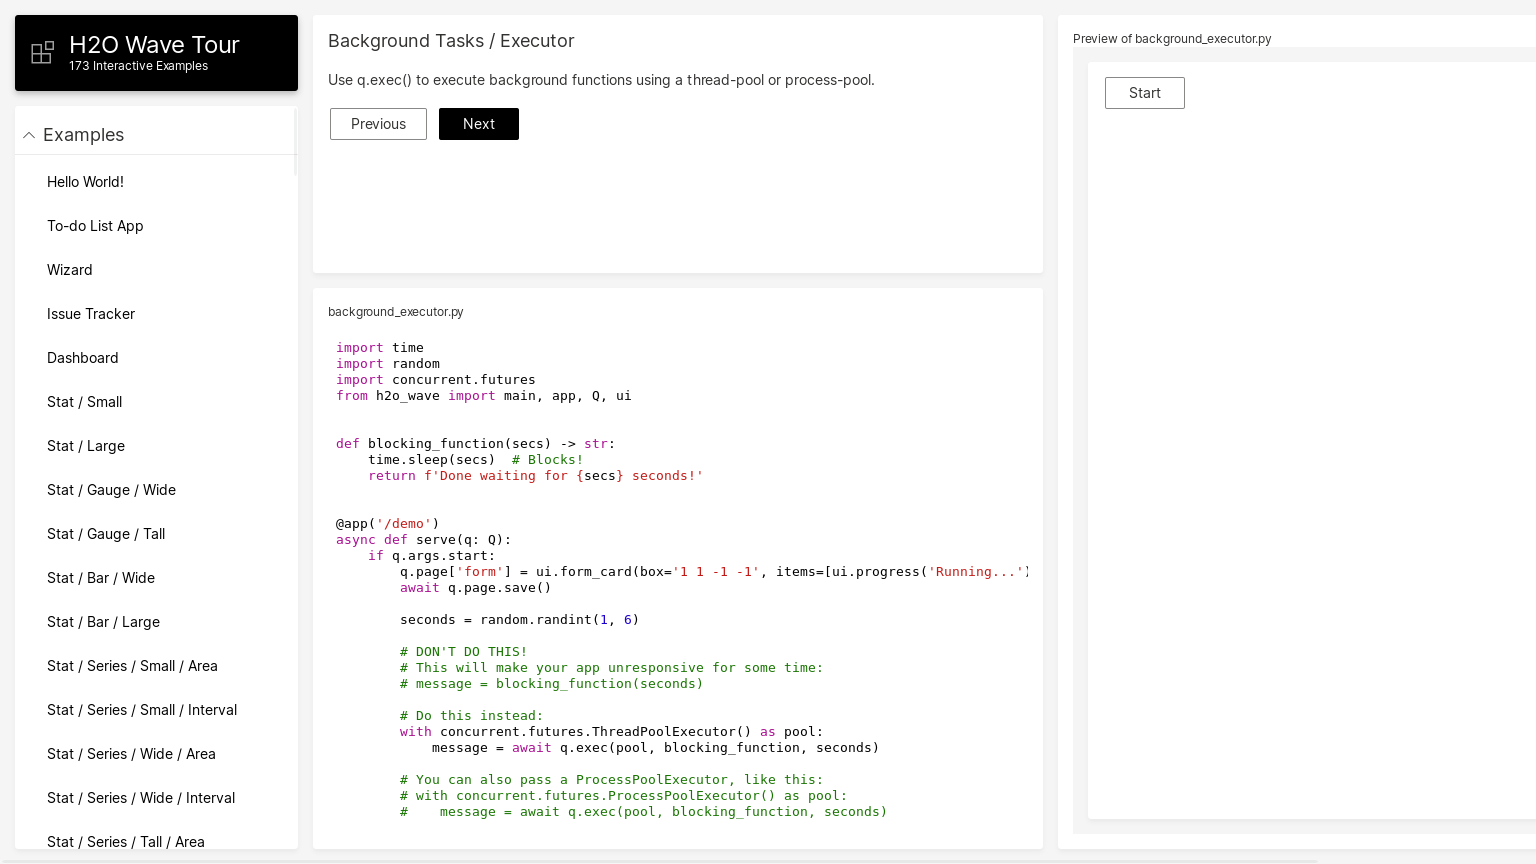 H2O Wave Tour
173 Interactive Examples
Examples
Hello World!
To-do List App
Wizard
Issue Tracker
Dashboard
Stat / Small
Stat / Large
Stat / Gauge / Wide
Stat / Gauge / Tall
Stat / Bar / Wide
Stat / Bar / Large
Stat / Series / Small / Area
Stat / Series / Small / Interval
Stat / Series / Wide / Area
Stat / Series / Wide / Interval
Stat / Series / Tall / Area
Background Tasks / Executor
Use q.exec() to execute background functions using a thread-pool or process-pool.
Previous Next
background_executor.py
import time
import random
import concurrent.futures
from h2o_wave import main, app, Q, ui
def blocking_function(secs) -> str:
    time.sleep(secs)  # Blocks!
    return f'Done waiting for {secs} seconds!'
@app('/demo')
async def serve(q: Q):
    if q.args.start:
        q.page['form'] = ui.form_card(box='1 1 -1 -1', items=[ui.progress('Running...')
        await q.page.save()
        seconds = random.randint(1, 6)
        # DON'T DO THIS!
        # This will make your app unresponsive for some time:
        # message = blocking_function(seconds)
        # Do this instead:
        with concurrent.futures.ThreadPoolExecutor() as pool:
            message = await q.exec(pool, blocking_function, seconds)
        # You can also pass a ProcessPoolExecutor, like this:
        # with concurrent.futures.ProcessPoolExecutor() as pool:
        #    message = await q.exec(pool, blocking_function, seconds)
Preview of background_executor.py
Start